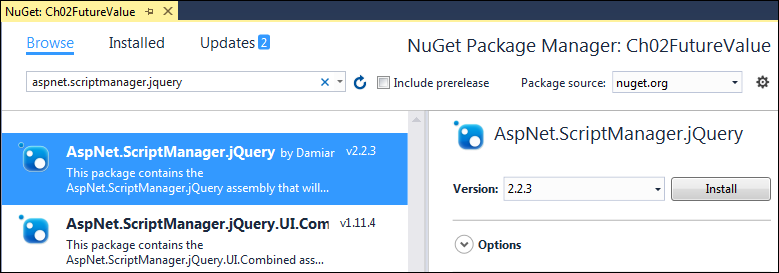 NuGet: Ch02FutureValue
Browse Installed Updates 2
NuGet Package Manager: Ch02FutureValue
aspnet.scriptmanager.jquery
Include prerelease
Package source: nuget.org
AspNet.ScriptManager.jQuery by Damiar v2.2.3
This package contains the
AspNet.ScriptManager.jQuery assembly that will...
AspNet.ScriptManager.jQuery.UI.Com v1.11.4
This package contains the
AspNet.ScriptManager.jQuery.UI.Combined ass...
AspNet.ScriptManager.jQuery
Version: 2.2.3 Install
Options